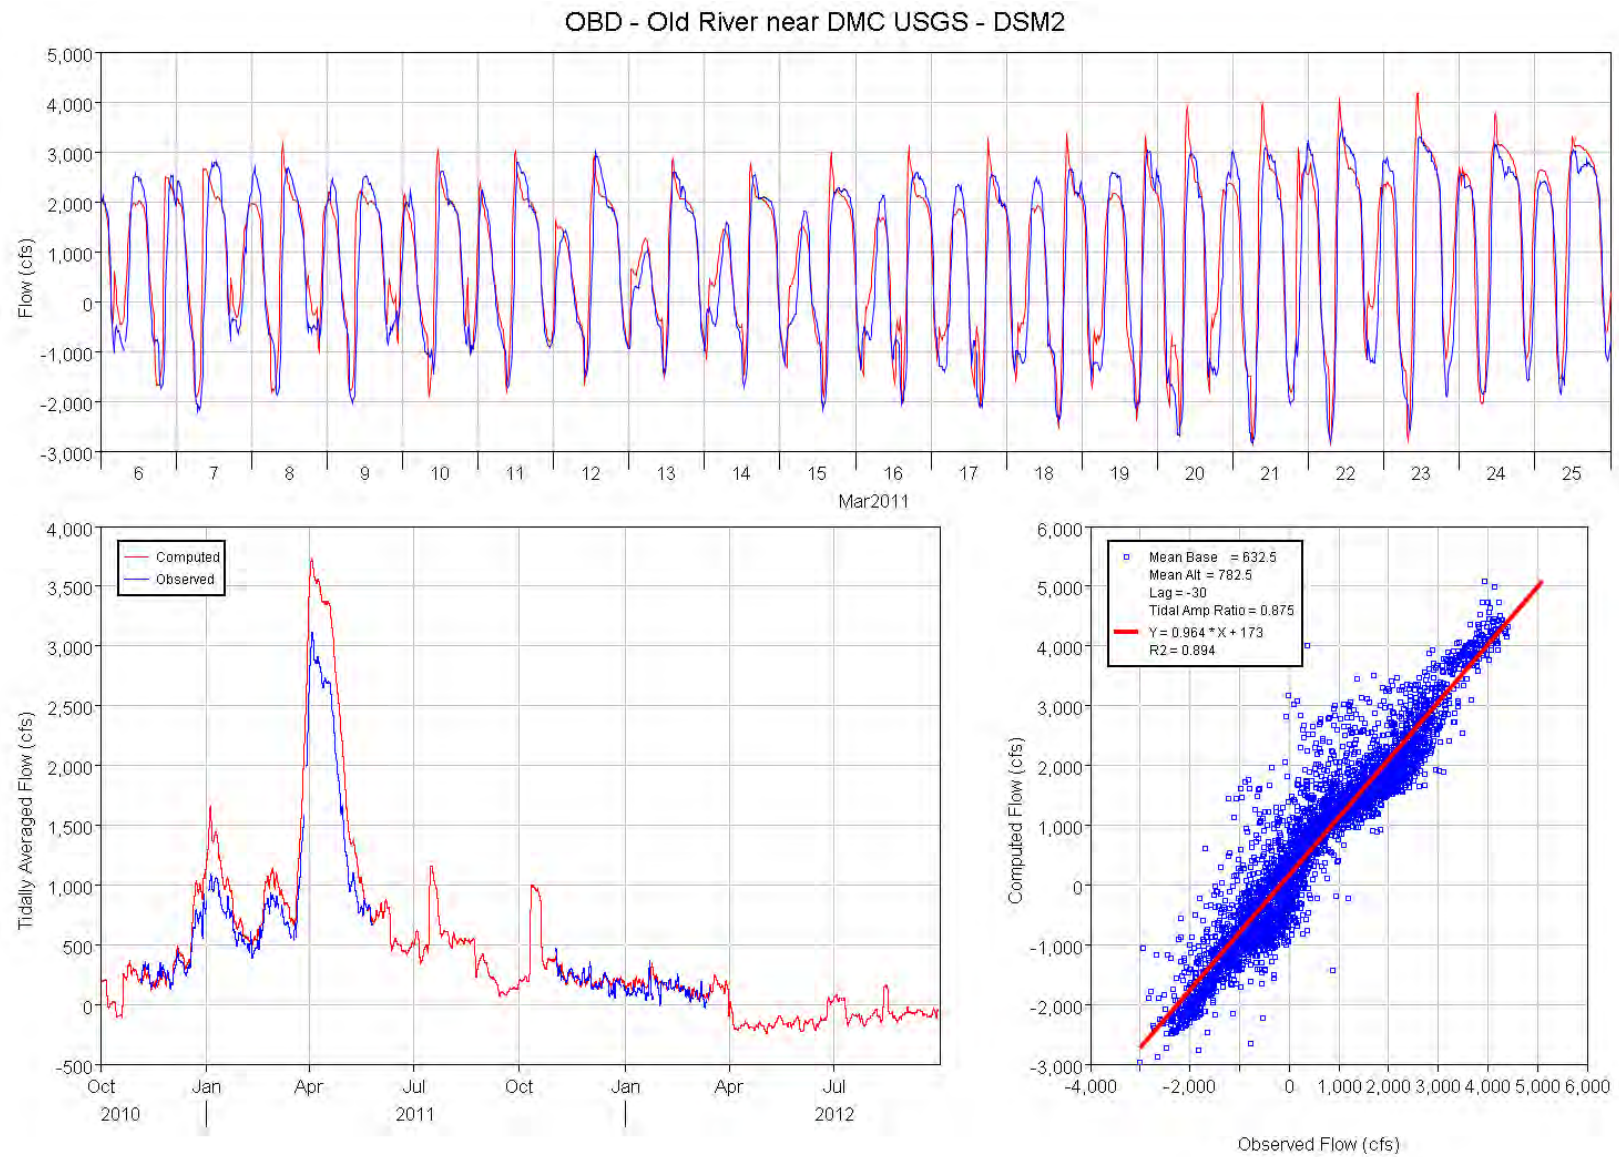 OBD - Old River near DMC USGS - DSM2
5,000
4,000
3,000
2,000
1,000
0
-1,000
-2,000
-3,000
Flow (cfs)
6 7 8 9 10 11 12 13 14 15 16 17 18 19 20 21 22 23 24 25
Mar2011
4,000
3,500
3,000
2,500
2,000
1,500
1,000
500
0
-500
Tidally Averaged Flow (cfs)
Computed
Observed
Oct Jan Apr Jul Oct Jan Apr Jul
2010 2011 2012
6,000
5,000
4,000
3,000
2,000
1,000
0
-1,000
-2,000
-3,000
Computed Flow (cfs)
Mean Base = 632.5
Mean Alt = 782.5
Lag = -30
Tidal Amp Ratio = 0.875
Y = 0.964 * X + 173
R2 = 0.894
-4,000 -2,000 0 1,000 2,000 3,000 4,000 5,000 6,000
Observed Flow (cfs)